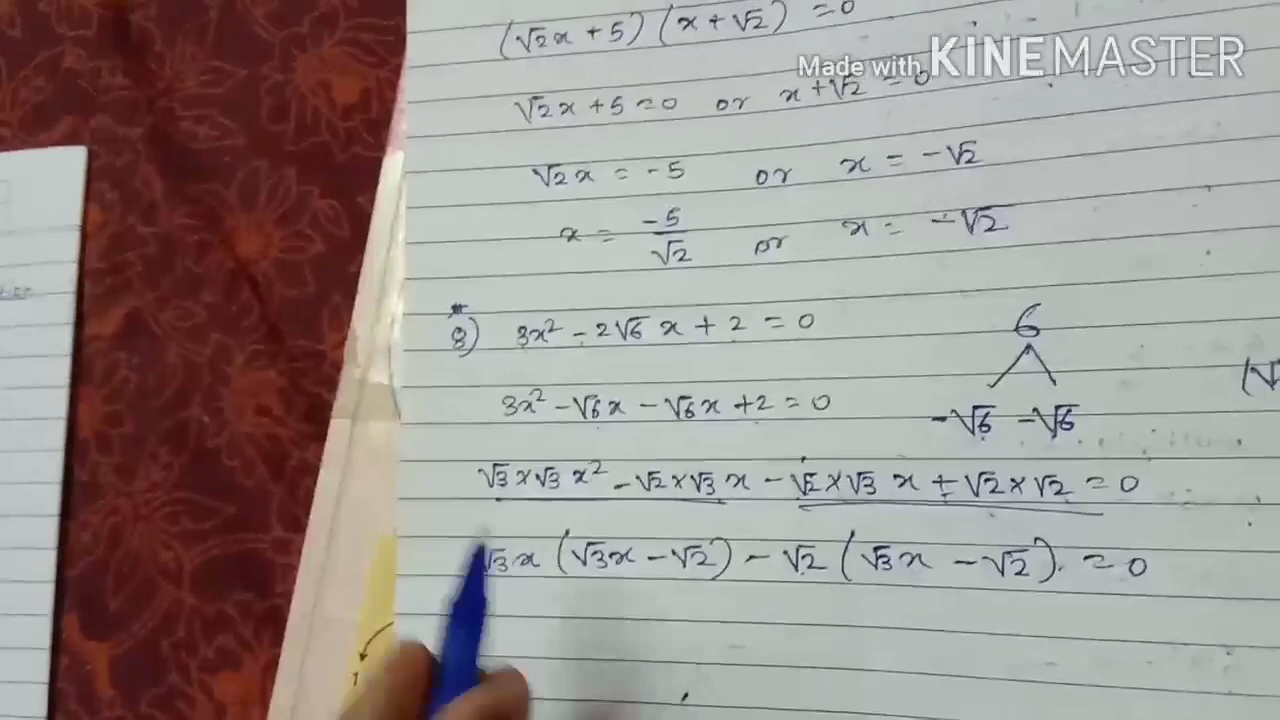 (√2x + 5) (x + √2) = 0
Made with KINEMASTER
√2x + 5 = 0 or x + √2 = 0
√2x = -5 or x = -√2
x = -5/√2 or x = -√2
*
8) 3x² - 2√6 x + 2 = 0
6
3x² - √6x - √6x + 2 = 0
-√6 -√6
(√
√3 × √3 x² - √2 × √3 x - √2 × √3 x + √2 × √2 = 0
√3x (√3x - √2) - √2 (√3x - √2) = 0
1